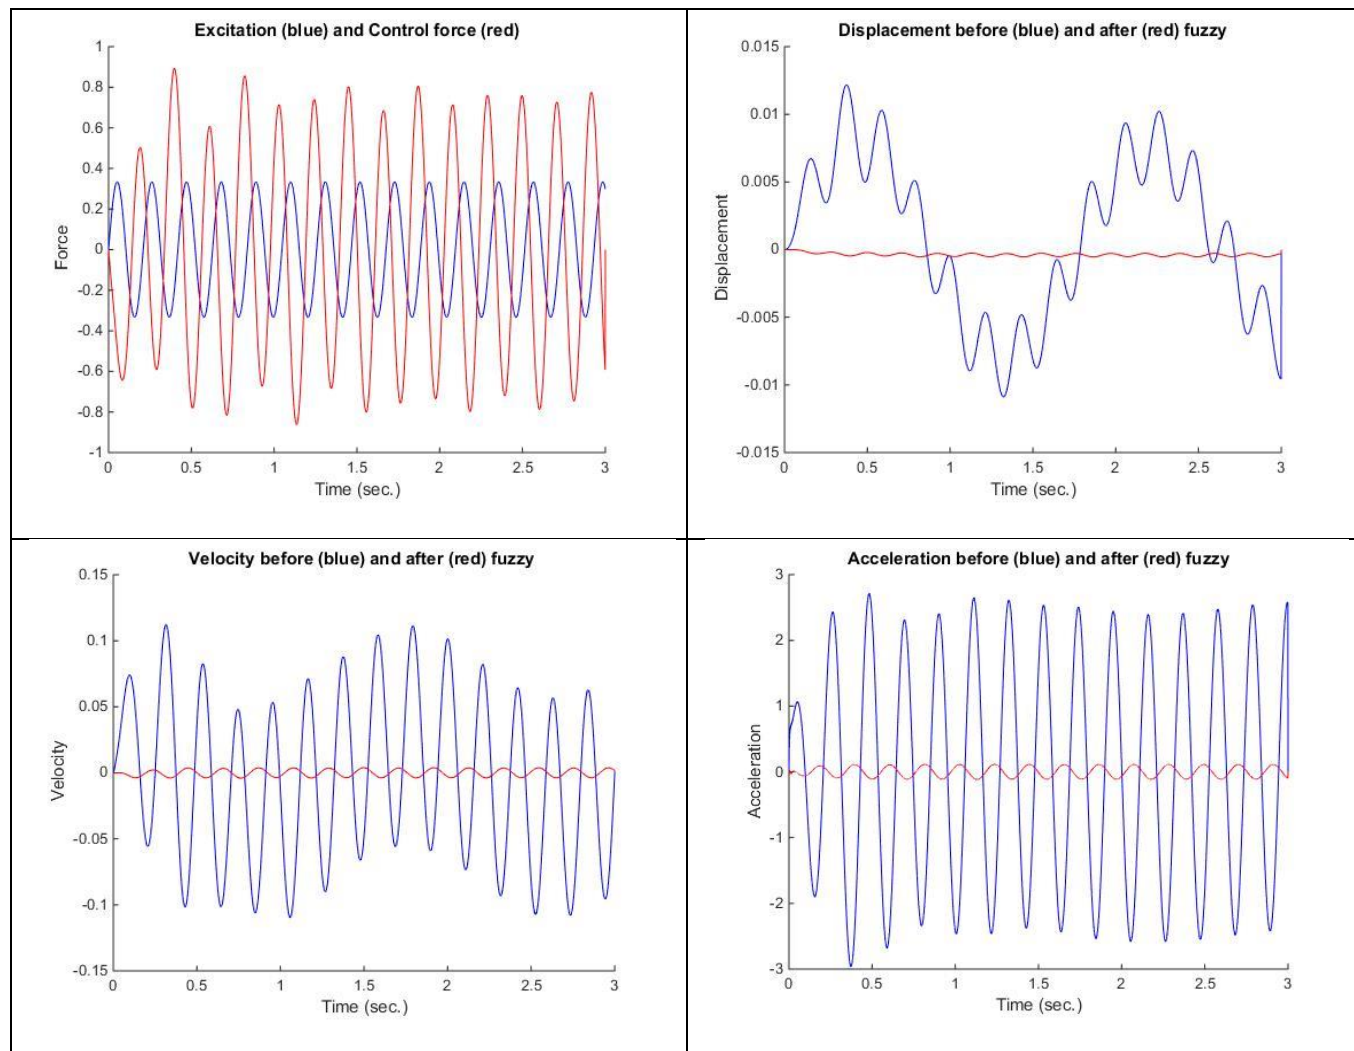 Excitation (blue) and Control force (red)
1
0.8
0.6
0.4
0.2
0
-0.2
-0.4
-0.6
-0.8
-1
Force
0 0.5 1 1.5 2 2.5 3
Time (sec.)
Displacement before (blue) and after (red) fuzzy
0.015
0.01
0.005
0
-0.005
-0.01
-0.015
Displacement
0 0.5 1 1.5 2 2.5 3
Time (sec.)
Velocity before (blue) and after (red) fuzzy
0.15
0.1
0.05
0
-0.05
-0.1
-0.15
Velocity
0 0.5 1 1.5 2 2.5 3
Time (sec.)
Acceleration before (blue) and after (red) fuzzy
3
2
1
0
-1
-2
-3
Acceleration
0 0.5 1 1.5 2 2.5 3
Time (sec.)